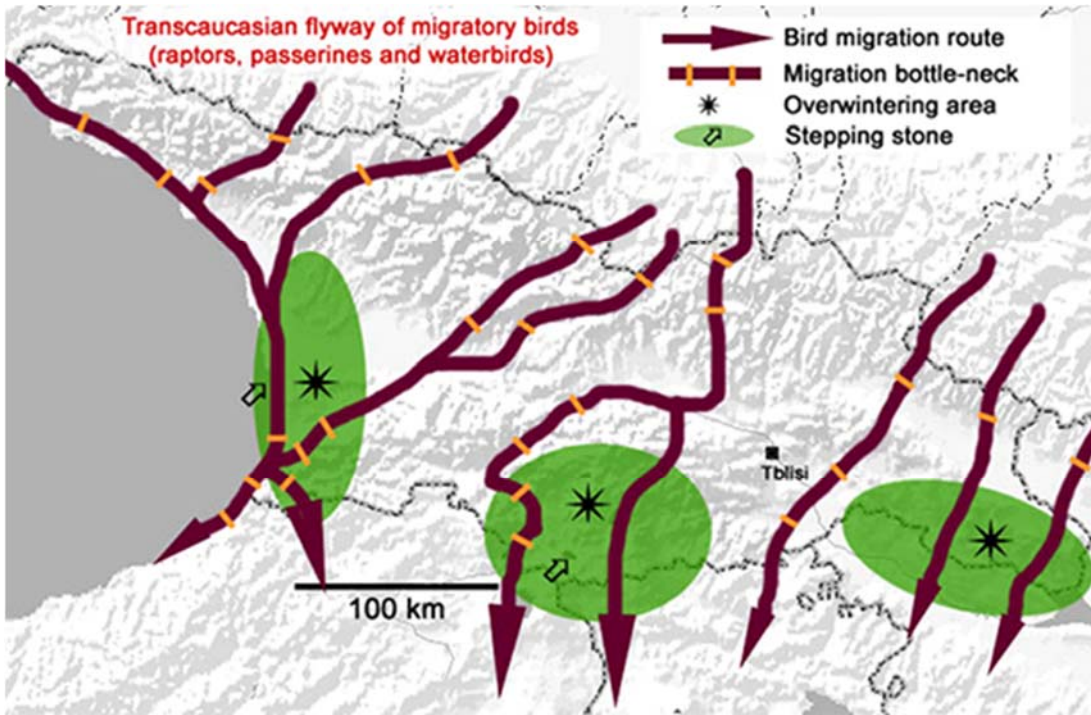 Transcaucasian flyway of migratory birds
(raptors, passerines and waterbirds)
Bird migration route
Migration bottle-neck
Overwintering area
Stepping stone
Tblisi
100 km